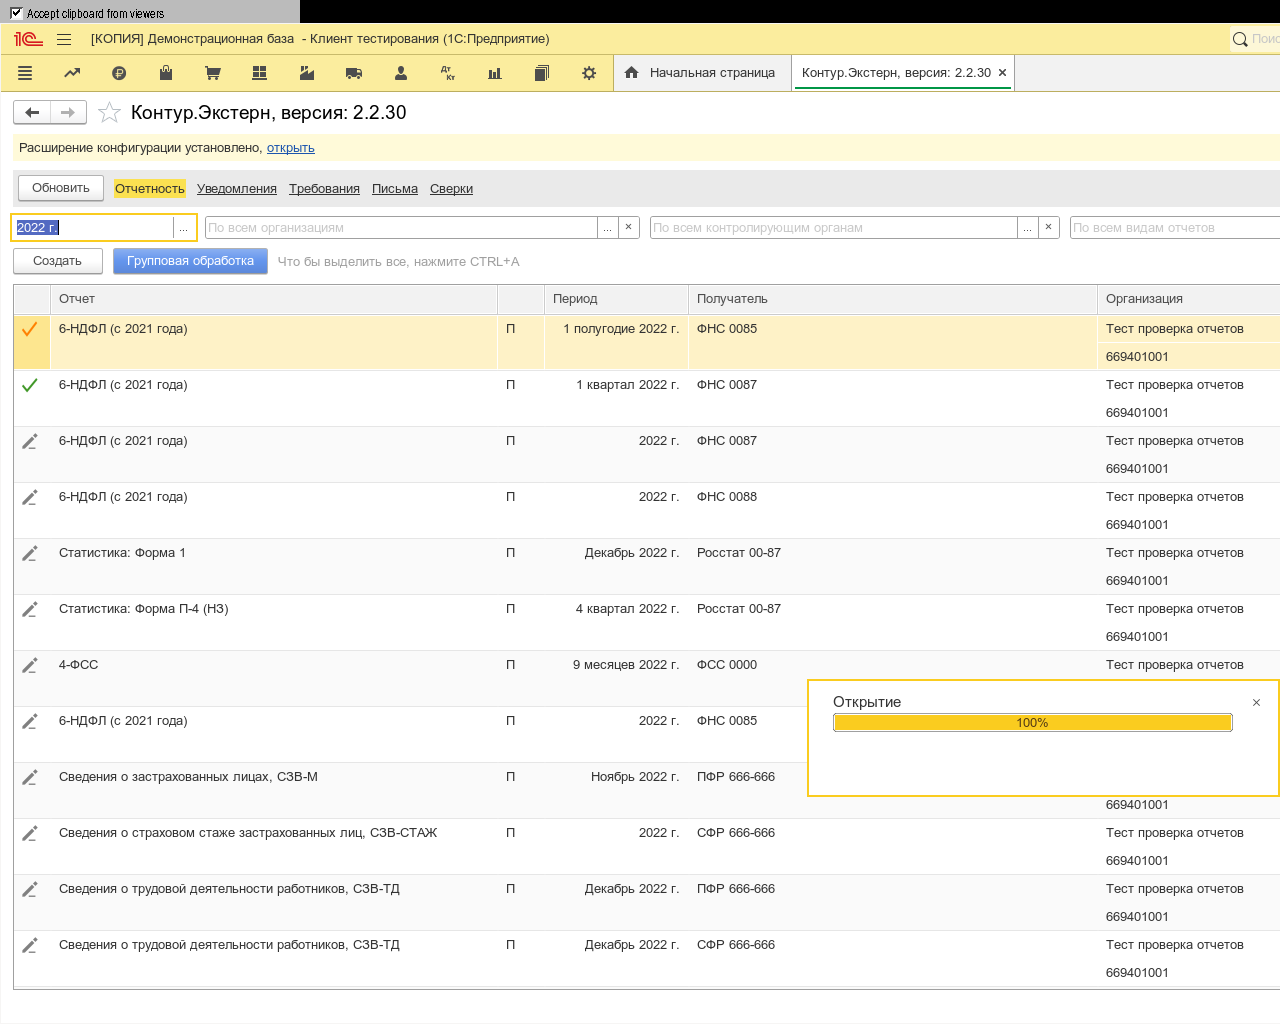 Accept clipboard from viewers
[КОПИЯ] Демонстрационная база - Клиент тестирования (1С:Предприятие)
Поис
Начальная страница
Контур.Экстерн, версия: 2.2.30
Контур.Экстерн, версия: 2.2.30
Расширение конфигурации установлено, открыть
Обновить Отчетность Уведомления Требования Письма Сверки
2022 г. ... По всем организациям ... × По всем контролирующим органам ... × По всем видам отчетов
Создать Групповая обработка Что бы выделить все, нажмите CTRL+A
Отчет Период Получатель Организация
6-НДФЛ (с 2021 года) П 1 полугодие 2022 г. ФНС 0085 Тест проверка отчетов
669401001
6-НДФЛ (с 2021 года) П 1 квартал 2022 г. ФНС 0087 Тест проверка отчетов
669401001
6-НДФЛ (с 2021 года) П 2022 г. ФНС 0087 Тест проверка отчетов
669401001
6-НДФЛ (с 2021 года) П 2022 г. ФНС 0088 Тест проверка отчетов
669401001
Статистика: Форма 1 П Декабрь 2022 г. Росстат 00-87 Тест проверка отчетов
669401001
Статистика: Форма П-4 (НЗ) П 4 квартал 2022 г. Росстат 00-87 Тест проверка отчетов
669401001
4-ФСС П 9 месяцев 2022 г. ФСС 0000 Тест проверка отчетов
6-НДФЛ (с 2021 года) П 2022 г. ФНС 0085
Открытие
100%
Сведения о застрахованных лицах, СЗВ-М П Ноябрь 2022 г. ПФР 666-666
669401001
Сведения о страховом стаже застрахованных лиц, СЗВ-СТАЖ П 2022 г. СФР 666-666 Тест проверка отчетов
669401001
Сведения о трудовой деятельности работников, СЗВ-ТД П Декабрь 2022 г. ПФР 666-666 Тест проверка отчетов
669401001
Сведения о трудовой деятельности работников, СЗВ-ТД П Декабрь 2022 г. СФР 666-666 Тест проверка отчетов
669401001